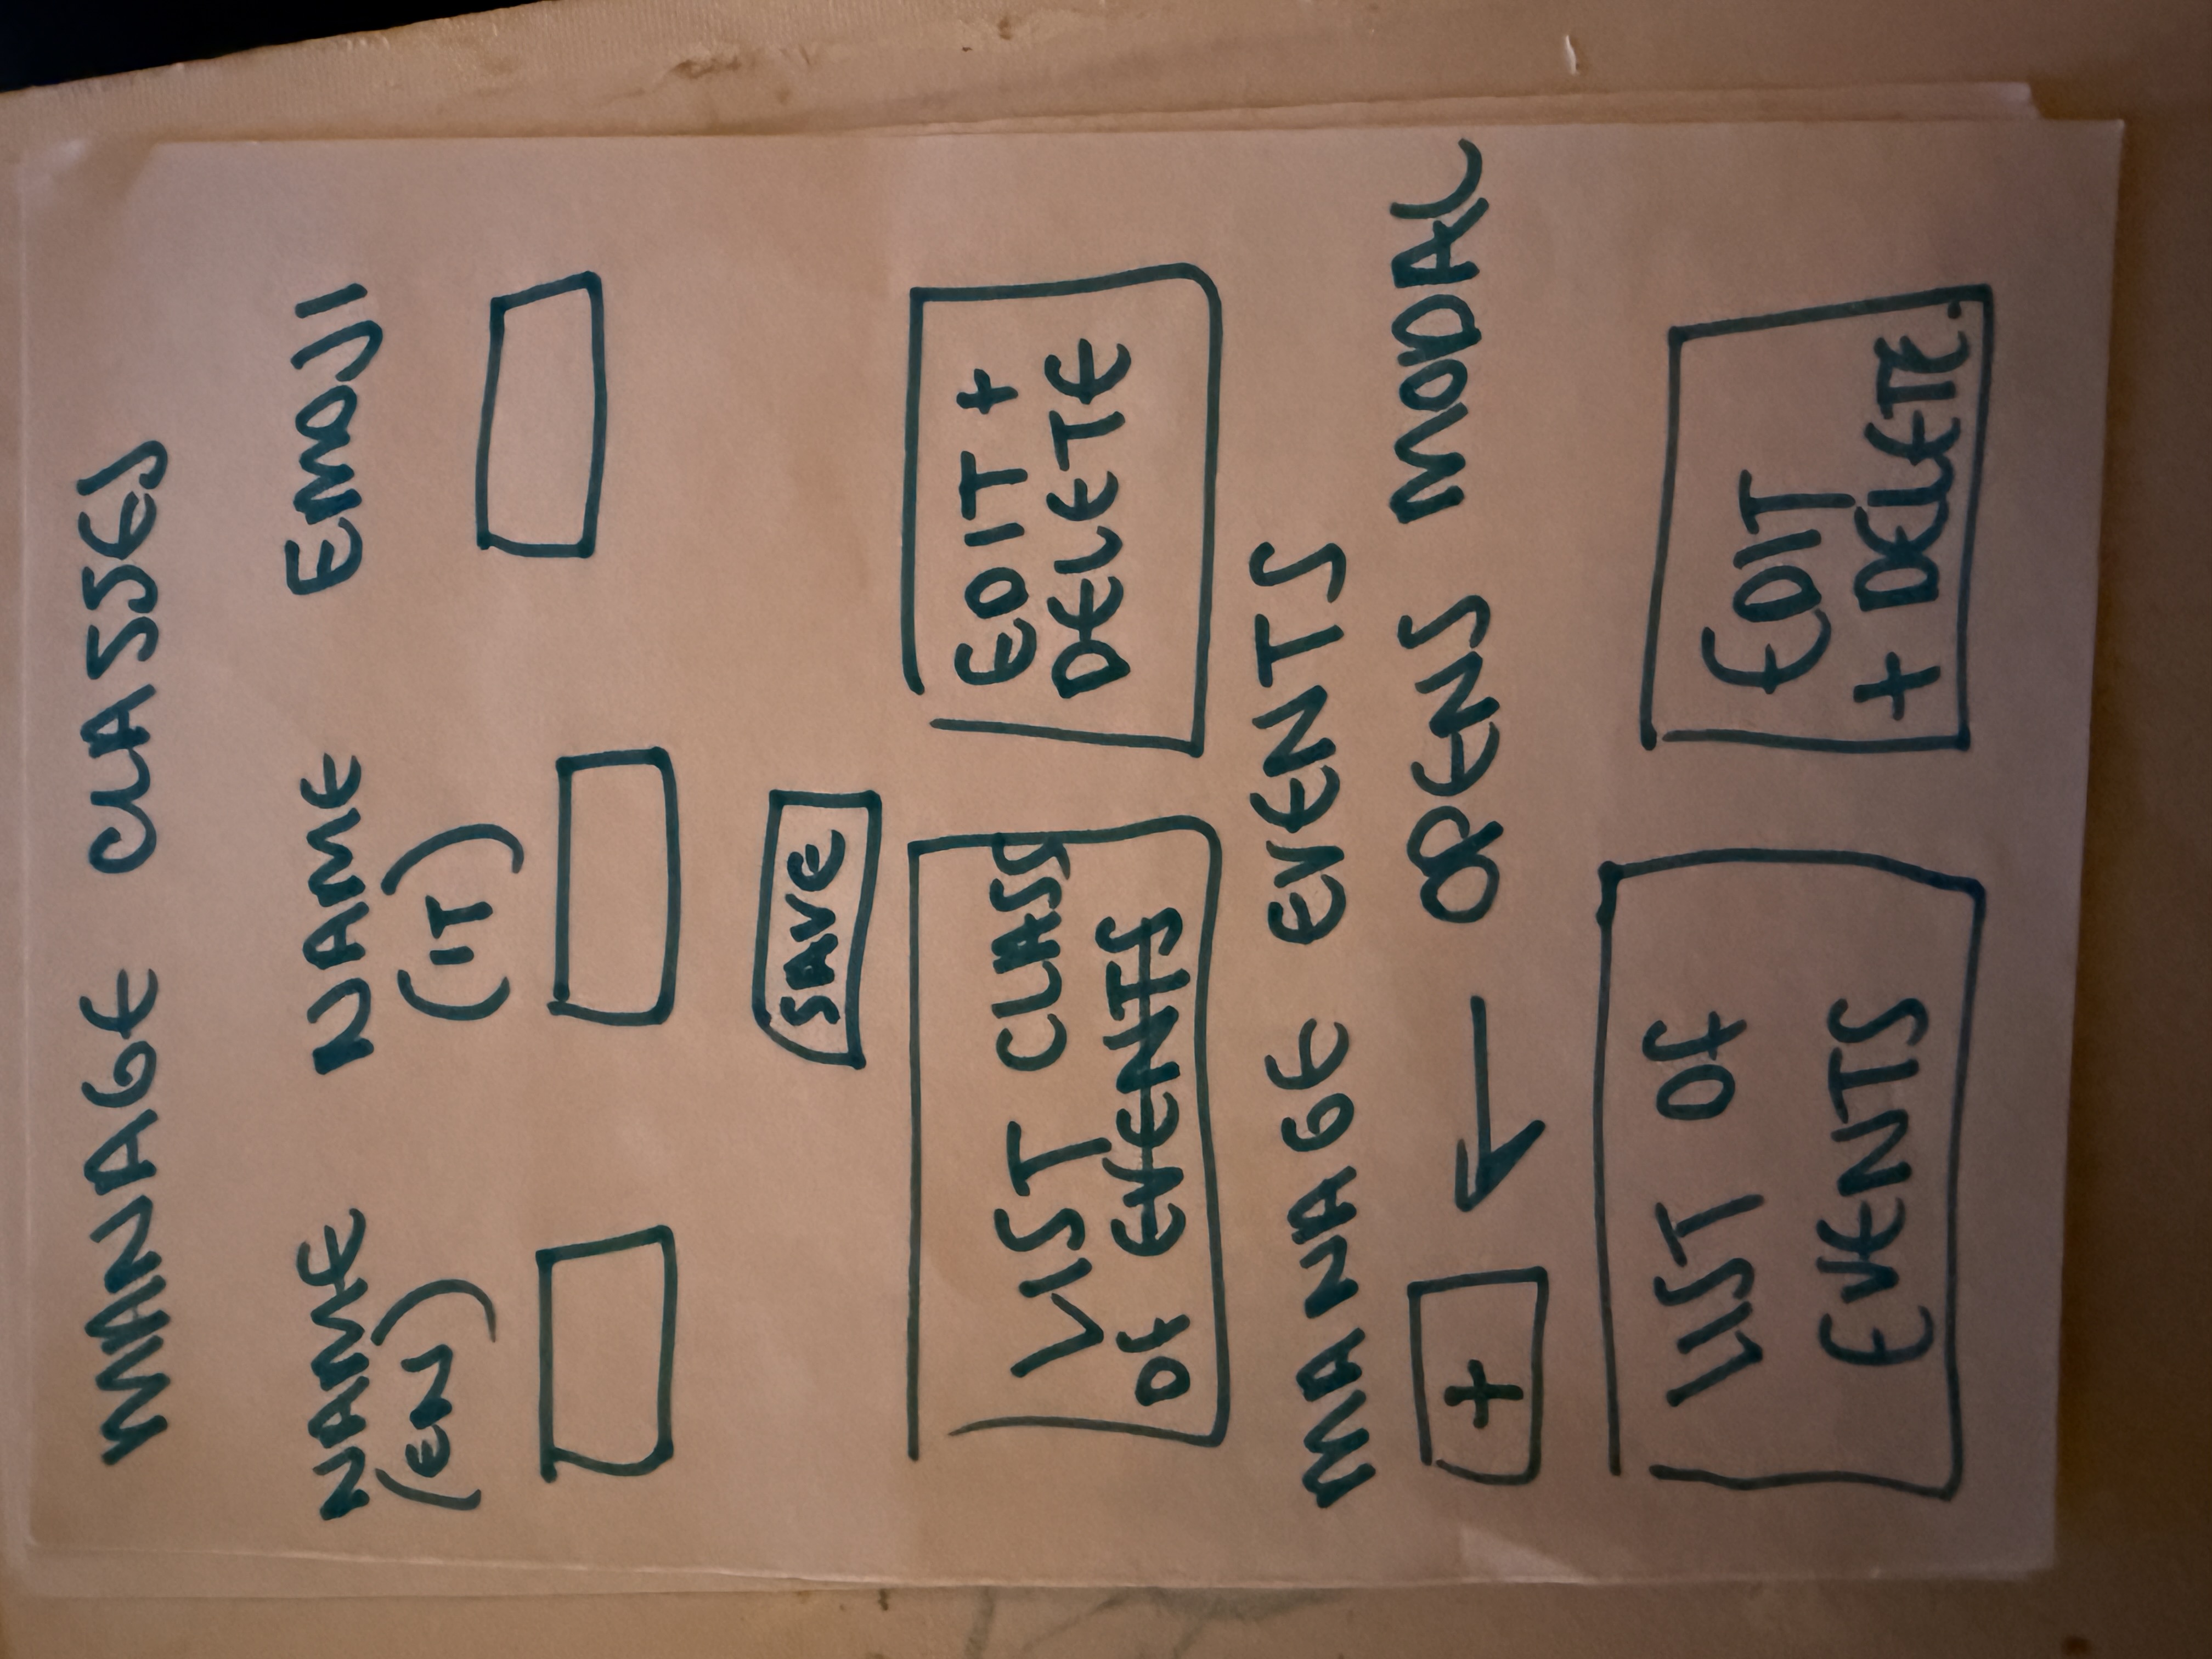 MANAGE CLASSES
NAME NAME EMOJI
(EN) (IT)
SAVE
LIST CLASS
OF EVENTS
EDIT +
DELETE
MANAGE EVENTS
+ ← OPENS MODAL
LIST OF
EVENTS
EDIT
+ DELETE.